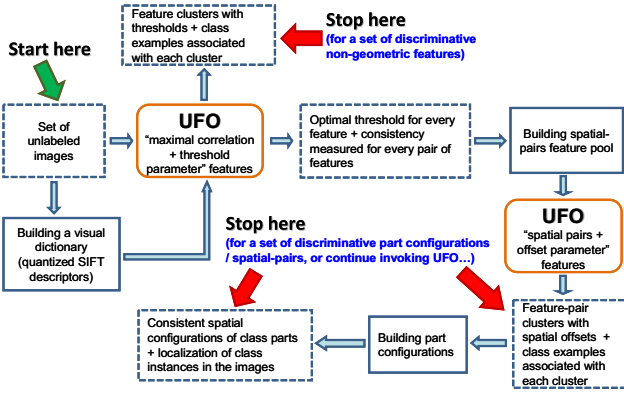 Feature clusters with
thresholds + class
examples associated
with each cluster
Stop here
(for a set of discriminative
non-geometric features)
Start here
Set of
unlabeled
images
UFO
“maximal correlation
+ threshold
parameter” features
Optimal threshold for every
feature + consistency
measured for every pair of
features
Building spatial-
pairs feature pool
Building a visual
dictionary
(quantized SIFT
descriptors)
Stop here
(for a set of discriminative part configurations
/ spatial-pairs, or continue invoking UFO…)
UFO
“spatial pairs +
offset parameter”
features
Consistent spatial
configurations of class parts
+ localization of class
instances in the images
Building part
configurations
Feature-pair
clusters with
spatial offsets +
class examples
associated with
each cluster